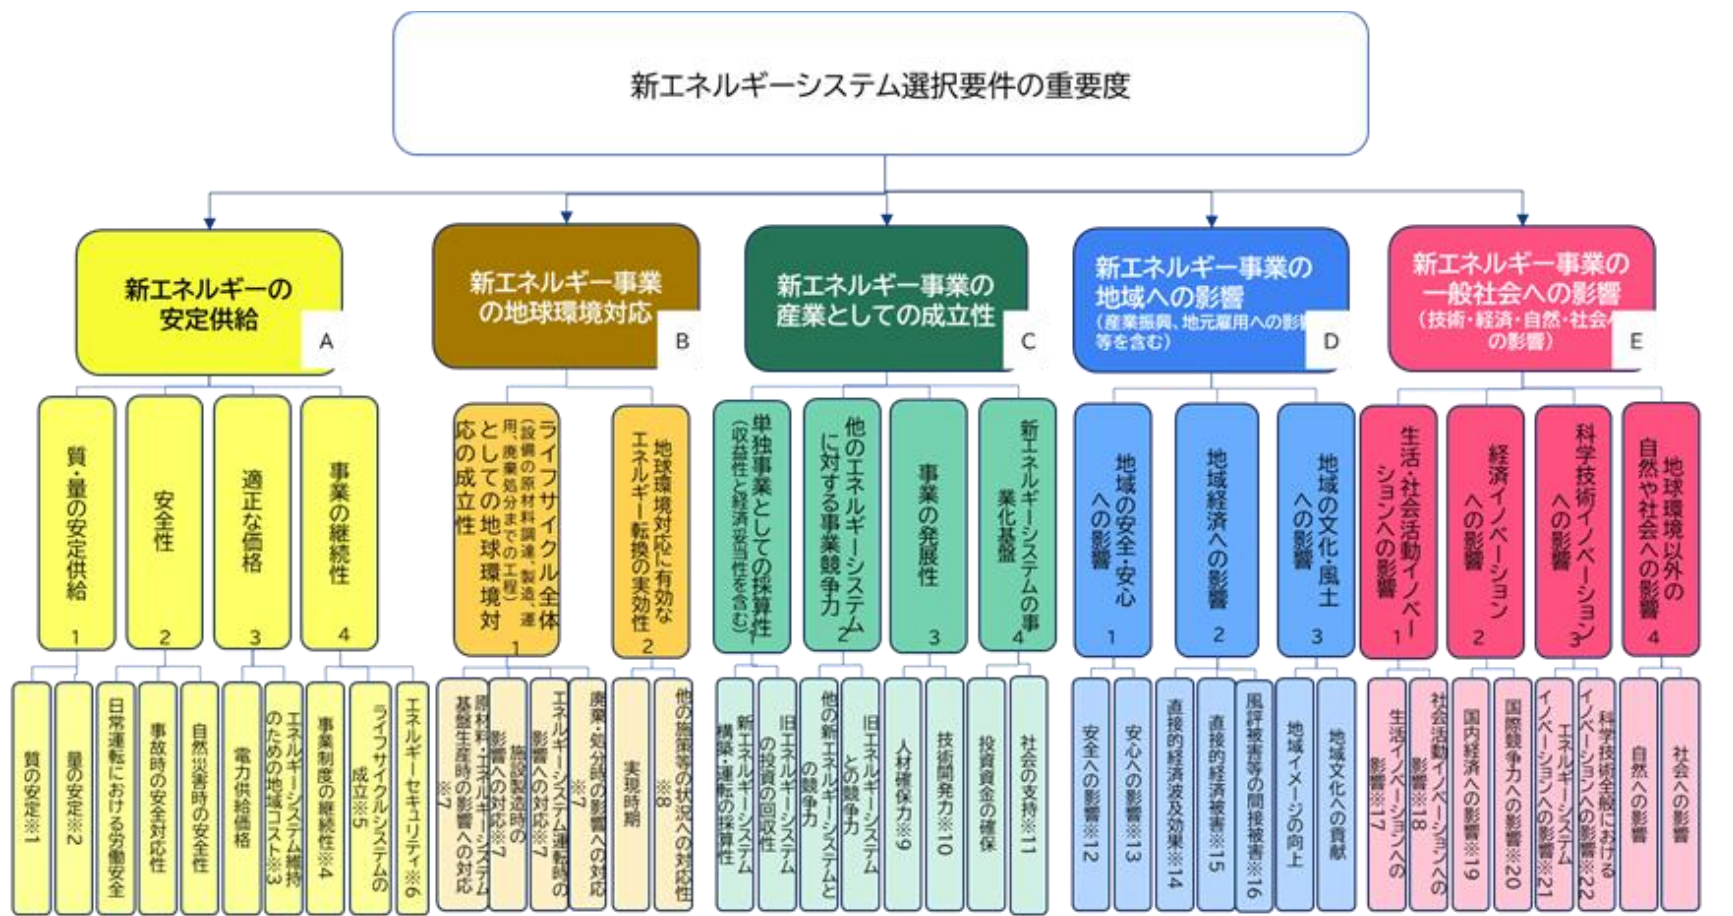 新エネルギーシステム選択要件の重要度
新エネルギーの
安定供給
A
新エネルギー事業
の地球環境対応
B
新エネルギー事業の
産業としての成立性
C
新エネルギー事業の
地域への影響
(産業振興、地元雇用への影
等を含む)
D
新エネルギー事業の
一般社会への影響
(技術・経済・自然・社会
の影響)
E
質・量の安定供給
1
安全性
2
適正な価格
3
事業の継続性
4
ライフサイクル全体
(設備の原材料調達、製造、運
用、廃棄処分までの工程)
としての地球環境対
応の成立性
1
地球環境対応に有効な
エネルギー転換の実効性
2
単独事業としての採算性
(収益性と経済妥当性を含む)
1
他のエネルギーシステム
に対する事業競争力
2
事業の発展性
3
新エネルギーシステムの事
業化基盤
4
地域の安全・安心
への影響
1
地域経済への影響
2
地域の文化・風土
への影響
3
生活・社会活動イノベー
ションへの影響
1
経済イノベーション
への影響
2
科学技術イノベーション
への影響
3
地球環境以外の
自然や社会への影響
4
質の安定※1
量の安定※2
日常運転における労働安全
事故時の安全対応性
自然災害時の安全性
電力供給価格
エネルギーシステム維持
のための地域コスト※3
事業制度の継続性※4
ライフサイクルシステムの
成立※5
エネルギーセキュリティ※6
原材料・エネルギーシステム
基盤生産時の影響への対応
※7
施設製造時の
影響への対応※7
エネルギーシステム運転時の
影響への対応※7
廃棄・処分時の影響への対応
※7
実現時期
他の施策等の状況への対応性
※8
新エネルギーシステム
構築・運転の採算性
旧エネルギーシステム
の投資の回収性
他の新エネルギーシステムと
の競争力
旧エネルギーシステム
との競争力
人材確保力※9
技術開発力※10
投資資金の確保
社会の支持※11
安全への影響※12
安心への影響※13
直接的経済波及効果※14
直接的経済被害※15
風評被害等の間接被害※16
地域イメージの向上
地域文化への貢献
生活イノベーションへの
影響※17
社会活動イノベーションへの
影響※18
国内経済への影響※19
国際競争力への影響※20
エネルギーシステム
イノベーションへの影響※21
科学技術全般における
イノベーションへの影響※22
自然への影響
社会への影響